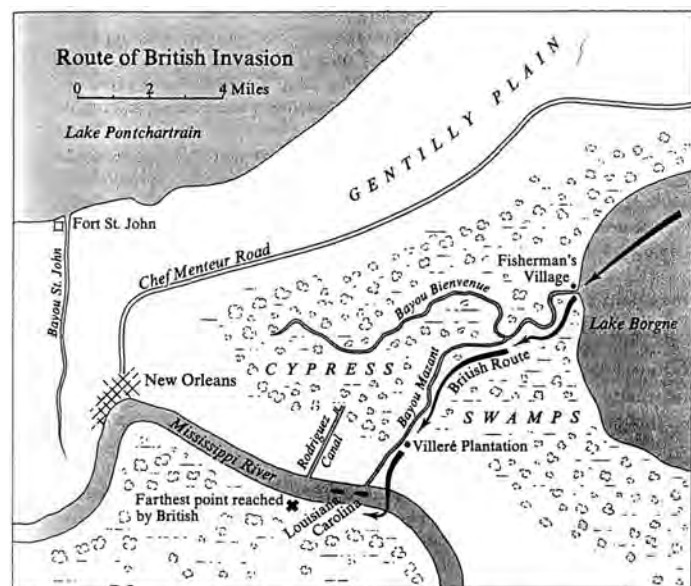 Route of British Invasion
0 2 4 Miles
Lake Pontchartrain
GENTILLY PLAIN
Fort St. John
Bayou St. John
Chef Menteur Road
Fisherman's
Village
Bayou Bienvenue
Lake Borgne
British Route
CYPRESS
SWAMPS
New Orleans
Bayou Mazant
Rodriguez
Canal
Villeré Plantation
Mississippi River
Farthest point reached
by British
Louisiana
Carolina